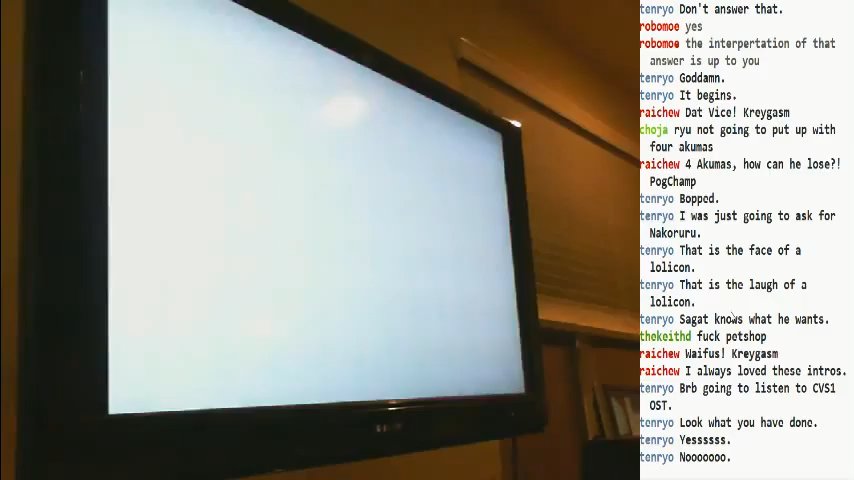 tenryo Don't answer that.
robomoe yes
robomoe the interpertation of that
answer is up to you
tenryo Goddamn.
tenryo It begins.
raichew Dat Vice! Kreygasm
choja ryu not going to put up with
four akumas
raichew 4 Akumas, how can he lose?!
PogChamp
tenryo Bopped.
tenryo I was just going to ask for
Nakoruru.
tenryo That is the face of a
lolicon.
tenryo That is the laugh of a
lolicon.
tenryo Sagat knows what he wants.
thekeithd fuck petshop
raichew Waifus! Kreygasm
raichew I always loved these intros.
tenryo Brb going to listen to CVS1
OST.
tenryo Look what you have done.
tenryo Yessssss.
tenryo Nooooooo.